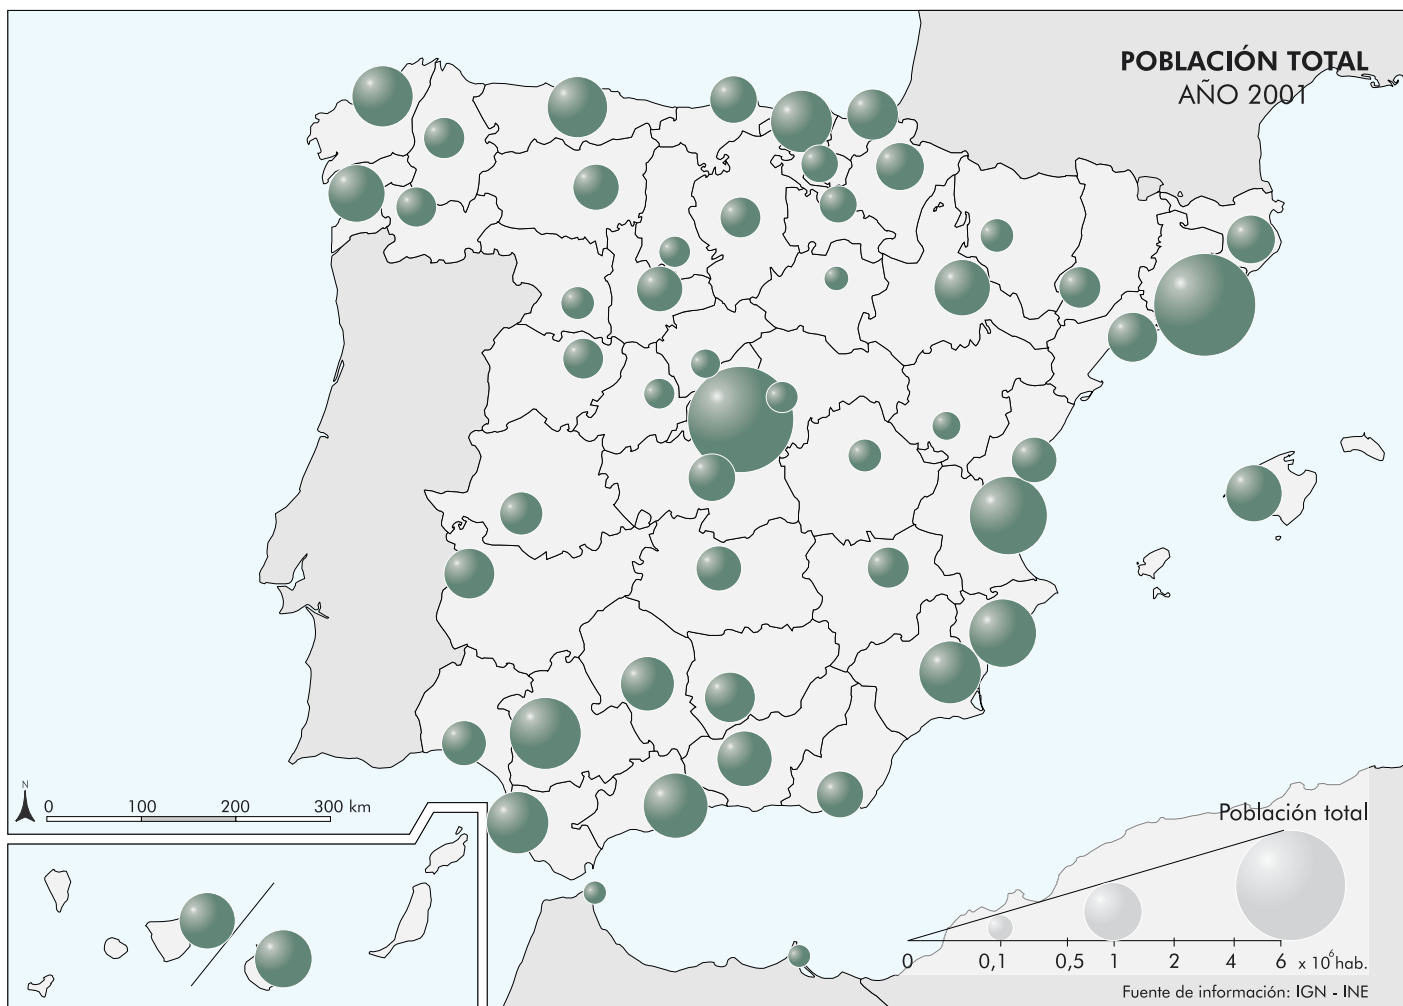 POBLACIÓN TOTAL
AÑO 2001
N
0 100 200 300 km
Población total
0 0,1 0,5 1 2 4 6 x 10⁶ hab.
Fuente de información: IGN - INE